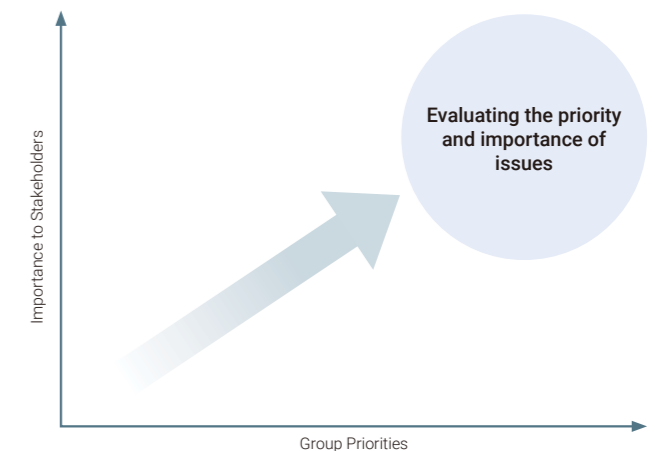 Evaluating the priority
and importance of
issues
Importance to Stakeholders
Group Priorities